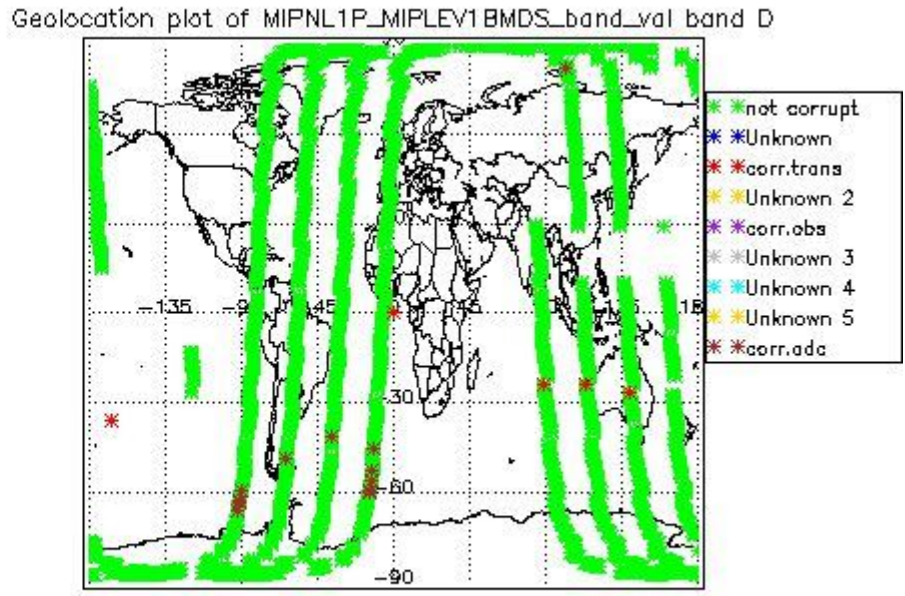 Geolocation plot of MIPNL1P_MIPLEV1BMDS_band_val band D
not corrupt
Unknown
corr.trans
Unknown 2
corr.obs
Unknown 3
Unknown 4
Unknown 5
corr.adc
-135
-30
-60
-90